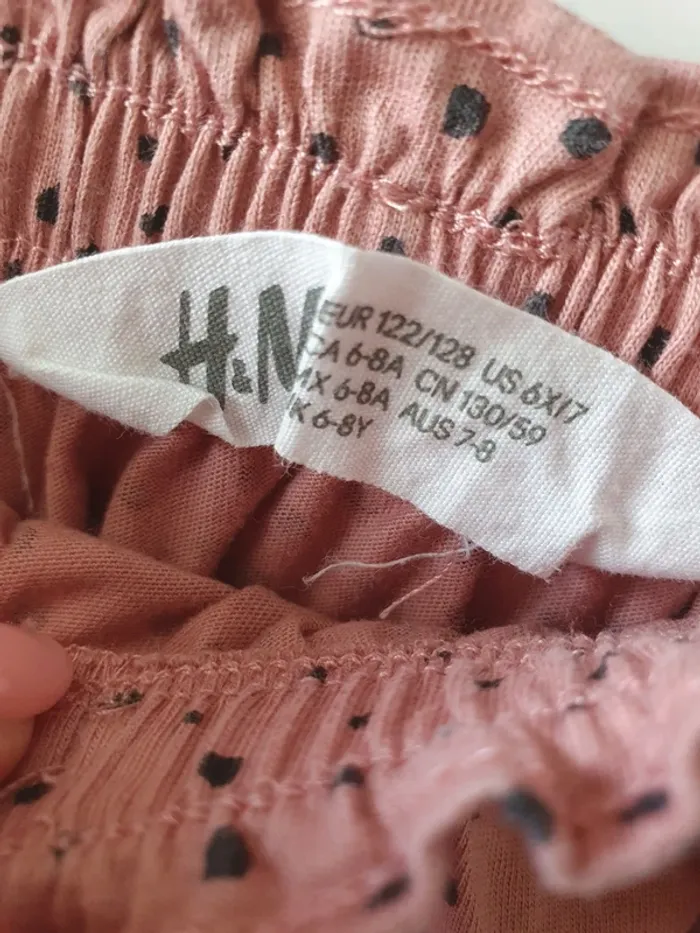 H&M
EUR 122/128 US 6X/7
CA 6-8A CN 130/59
MX 6-8A AUS 7-8
K 6-8Y